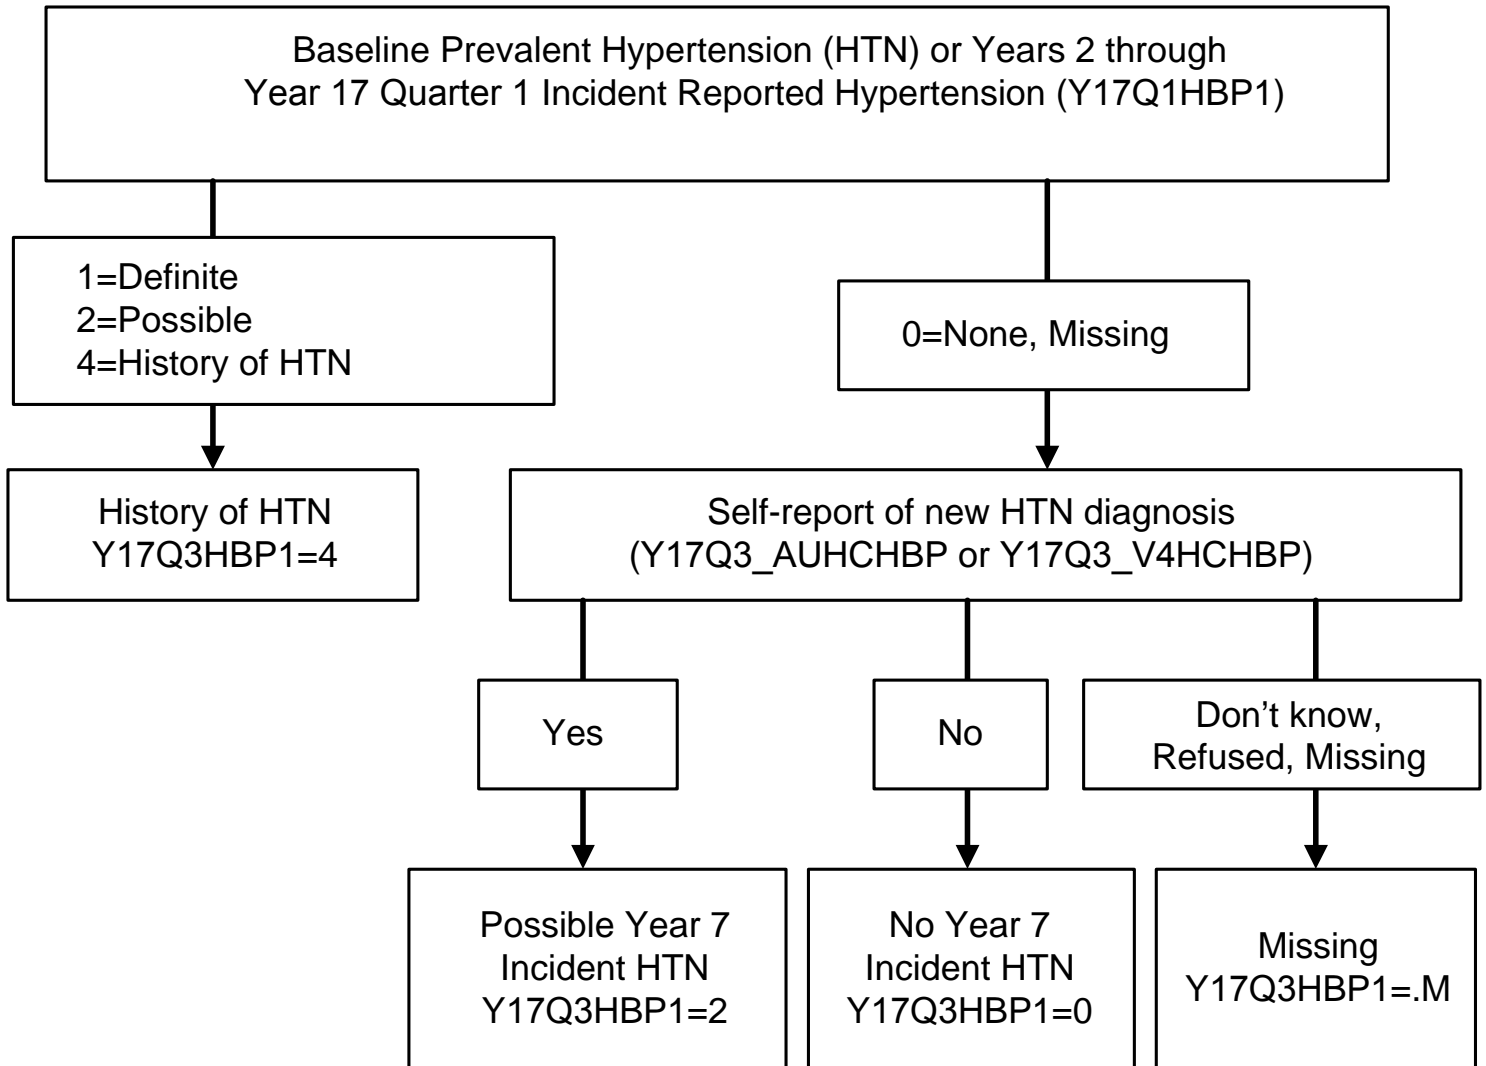 Baseline Prevalent Hypertension (HTN) or Years 2 through
Year 17 Quarter 1 Incident Reported Hypertension (Y17Q1HBP1)
1=Definite
2=Possible
4=History of HTN
0=None, Missing
History of HTN
Y17Q3HBP1=4
Self-report of new HTN diagnosis
(Y17Q3_AUHCHBP or Y17Q3_V4HCHBP)
Yes
No
Don’t know,
Refused, Missing
Possible Year 7
Incident HTN
Y17Q3HBP1=2
No Year 7
Incident HTN
Y17Q3HBP1=0
Missing
Y17Q3HBP1=.M